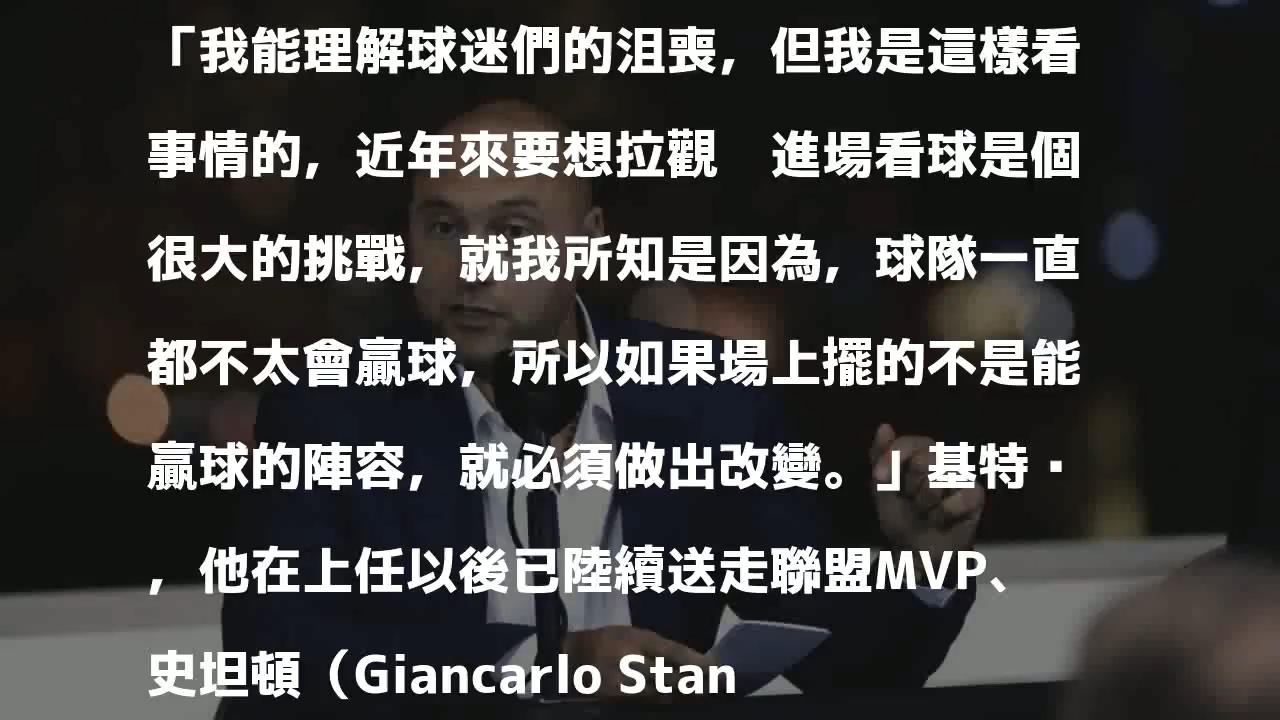 「我能理解球迷們的沮喪，但我是這樣看
事情的，近年來要想拉觀　進場看球是個
很大的挑戰，就我所知是因為，球隊一直
都不太會贏球，所以如果場上擺的不是能
贏球的陣容，就必須做出改變。」基特·
，他在上任以後已陸續送走聯盟MVP、
史坦頓（Giancarlo Stan